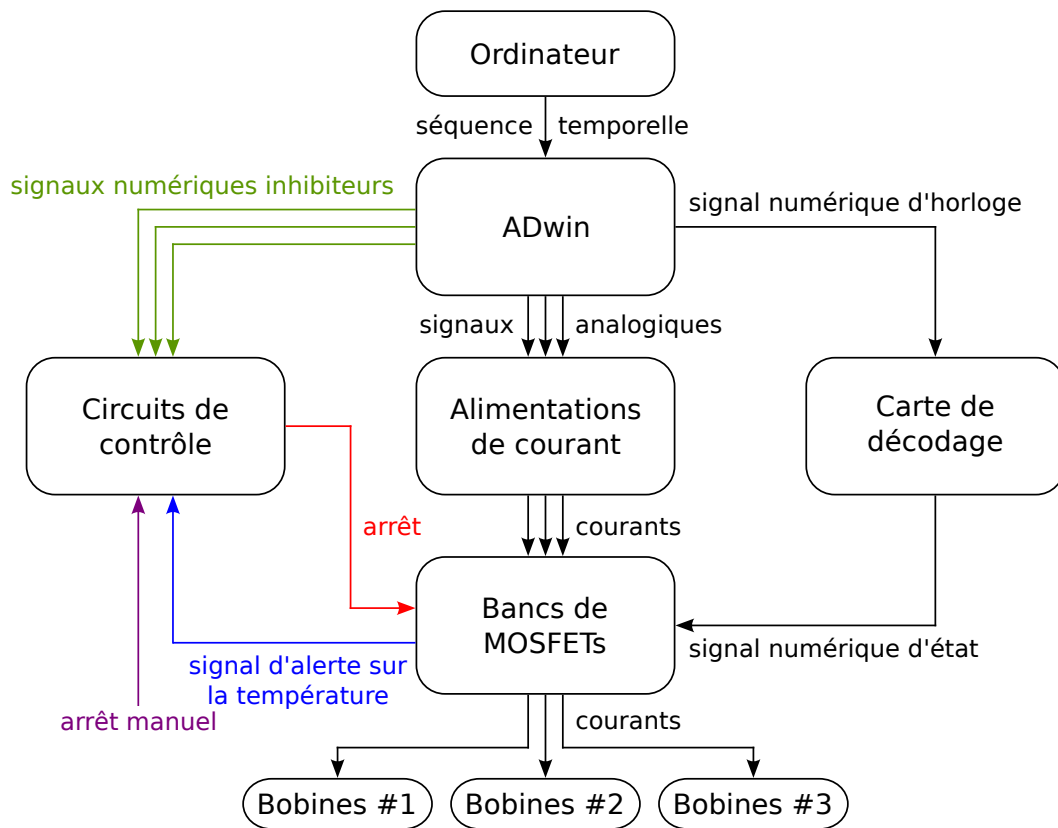 Ordinateur
séquence temporelle
signaux numériques inhibiteurs
ADwin
signal numérique d'horloge
signaux analogiques
Circuits de
contrôle
Alimentations
de courant
Carte de
décodage
arrêt
courants
Bancs de
MOSFETs
signal numérique d'état
signal d'alerte sur
la température
arrêt manuel
courants
Bobines #1
Bobines #2
Bobines #3